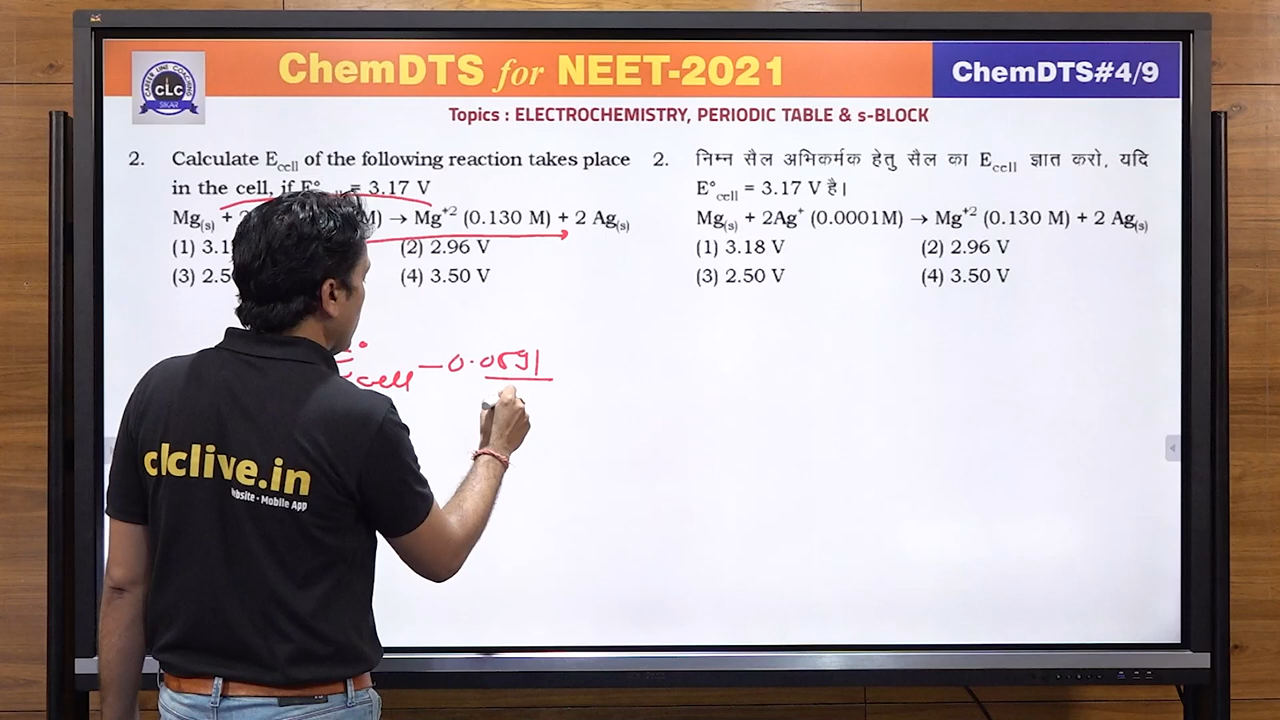 ChemDTS for NEET-2021
ChemDTS#4/9
CAREER LINE COACHING
CLC
SIKAR
Topics : ELECTROCHEMISTRY, PERIODIC TABLE & s-BLOCK
2. Calculate Ecell of the following reaction takes place
in the cell, if E° = 3.17 V
Mg(s) + M) → Mg+2 (0.130 M) + 2 Ag(s)
(1) 3.1 (2) 2.96 V
(3) 2.5 (4) 3.50 V
2. निम्न सैल अभिकर्मक हेतु सैल का Ecell ज्ञात करो, यदि
E°cell = 3.17 V है।
Mg(s) + 2Ag+ (0.0001M) → Mg+2 (0.130 M) + 2 Ag(s)
(1) 3.18 V (2) 2.96 V
(3) 2.50 V (4) 3.50 V
E°cell – 0.0591
clclive.in
Website - Mobile App